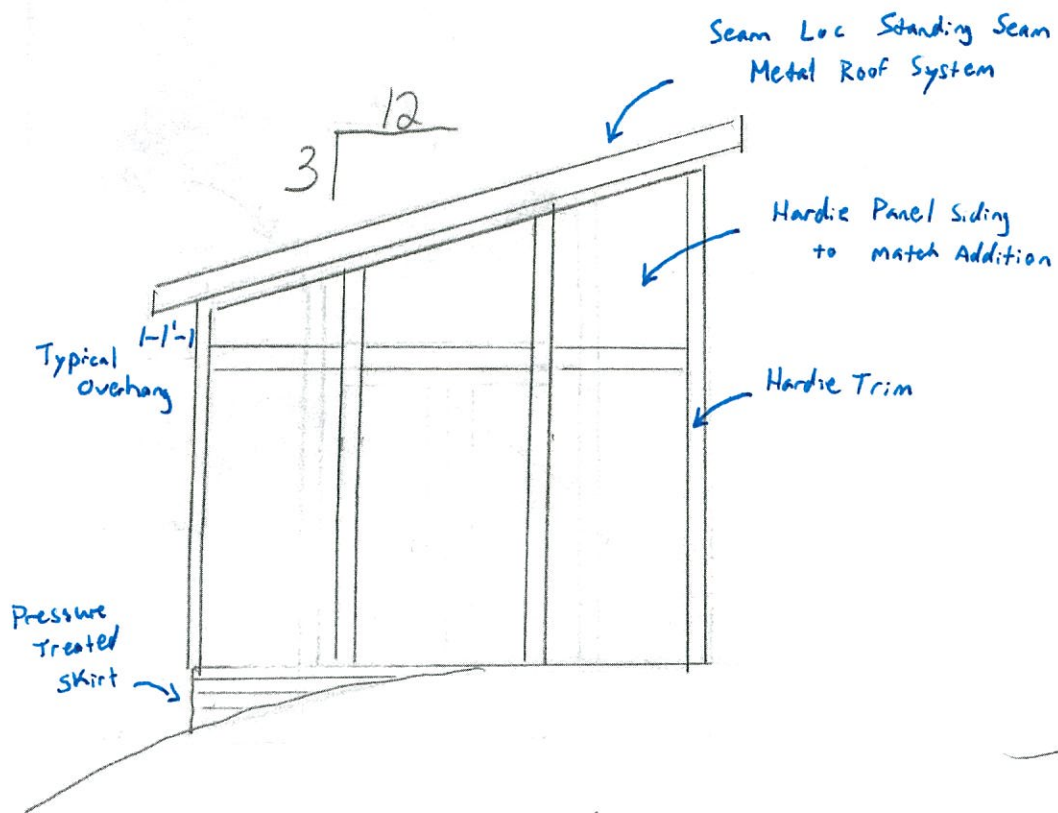 Seam Loc Standing Seam
Metal Roof System
12
3
Hardie Panel Siding
to match Addition
1-1'-1
Typical
Overhang
Hardie Trim
Pressure
Treated
skirt